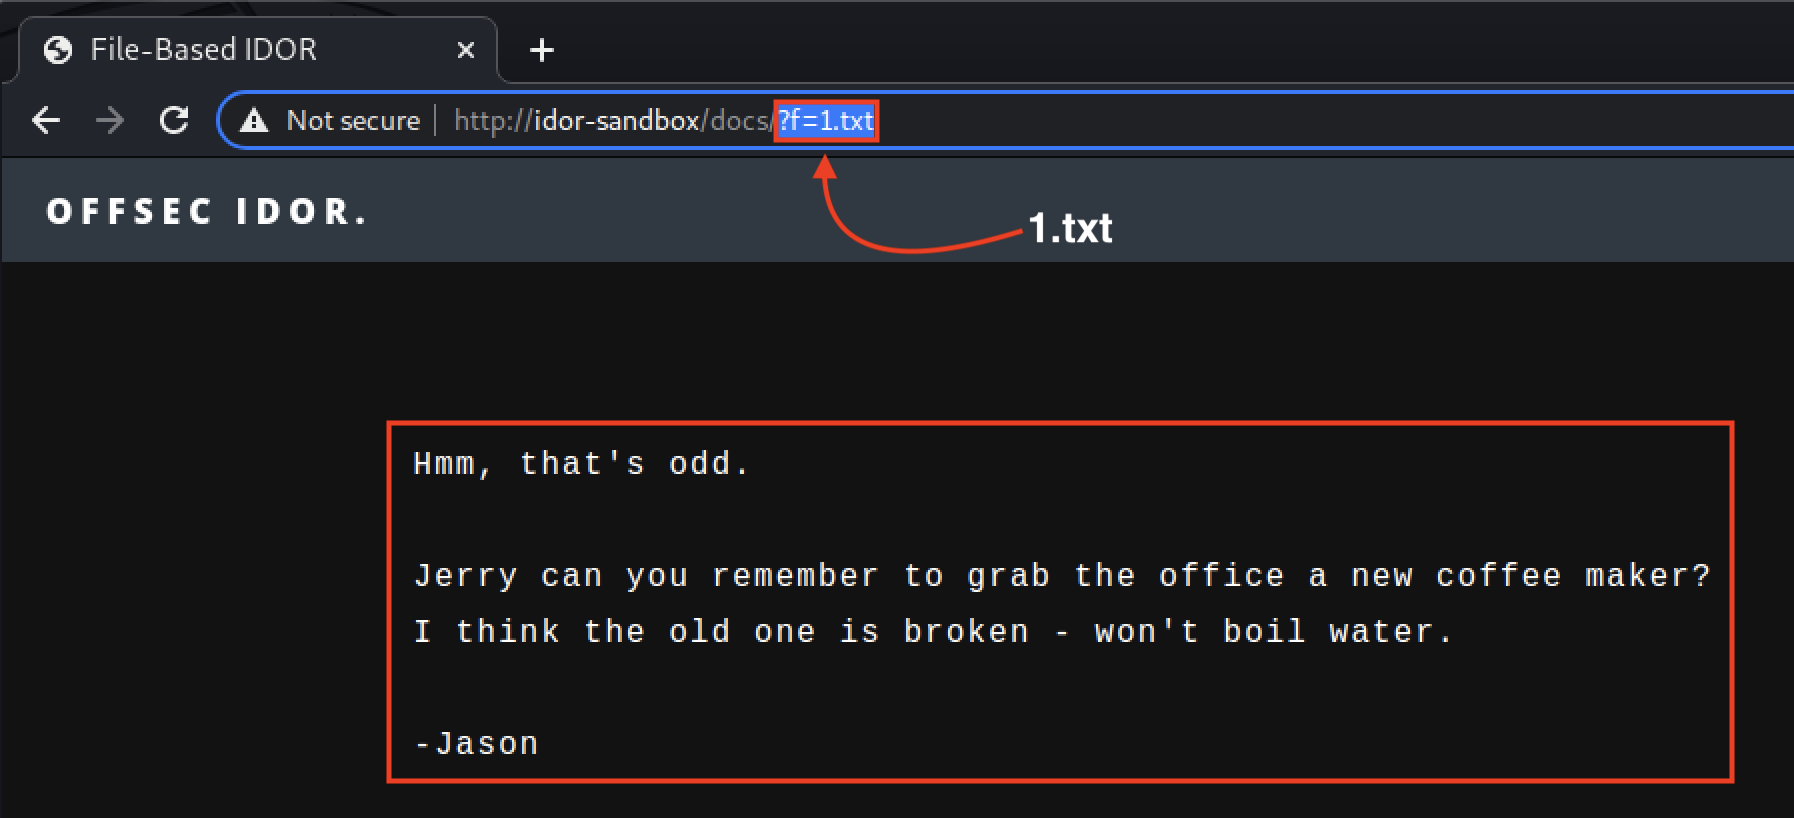 File-Based IDOR
Not secure | http://idor-sandbox/docs/?f=1.txt
OFFSEC IDOR.
1.txt
Hmm, that's odd.
Jerry can you remember to grab the office a new coffee maker?
I think the old one is broken - won't boil water.
-Jason